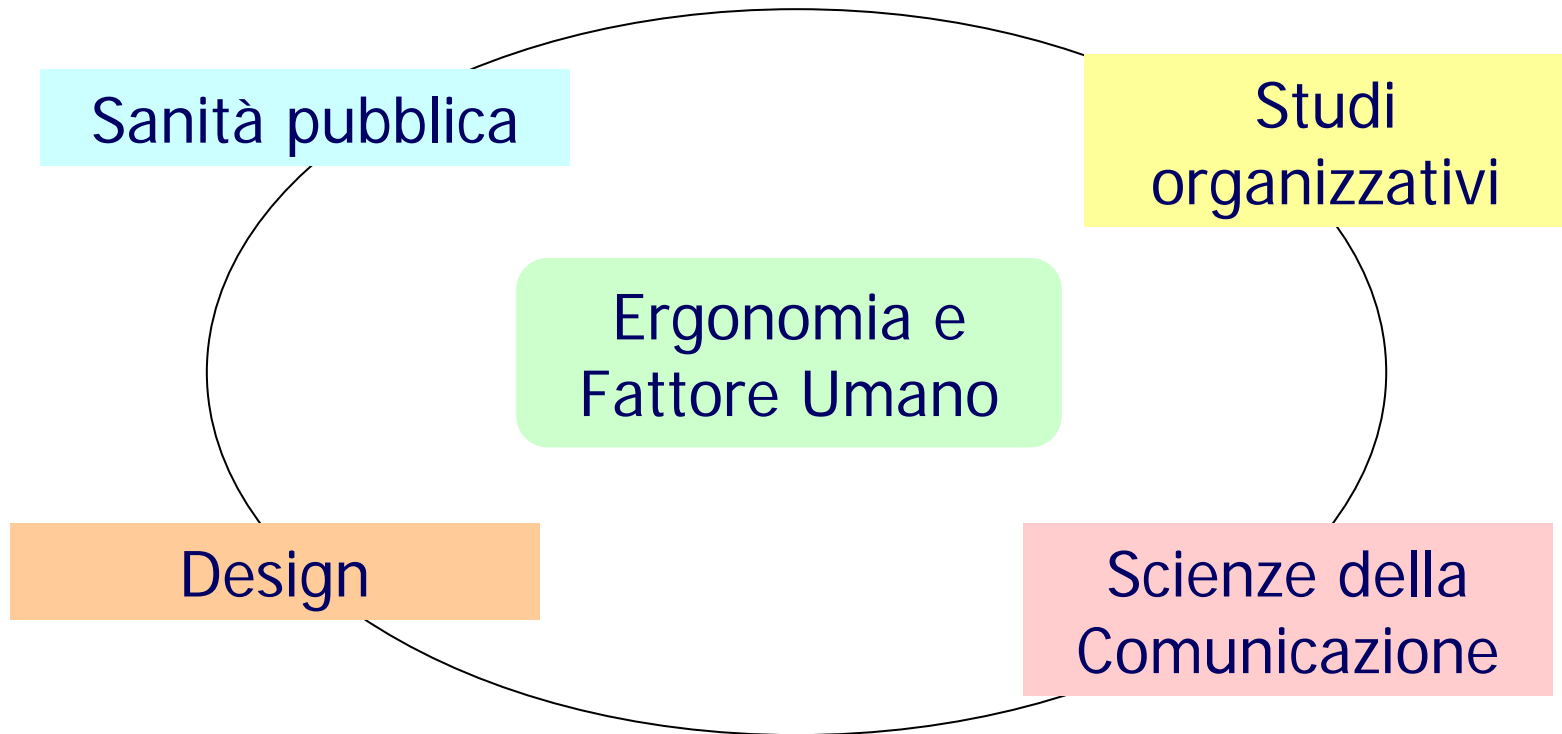 Sanità pubblica
Studi
organizzativi
Ergonomia e
Fattore Umano
Design
Scienze della
Comunicazione